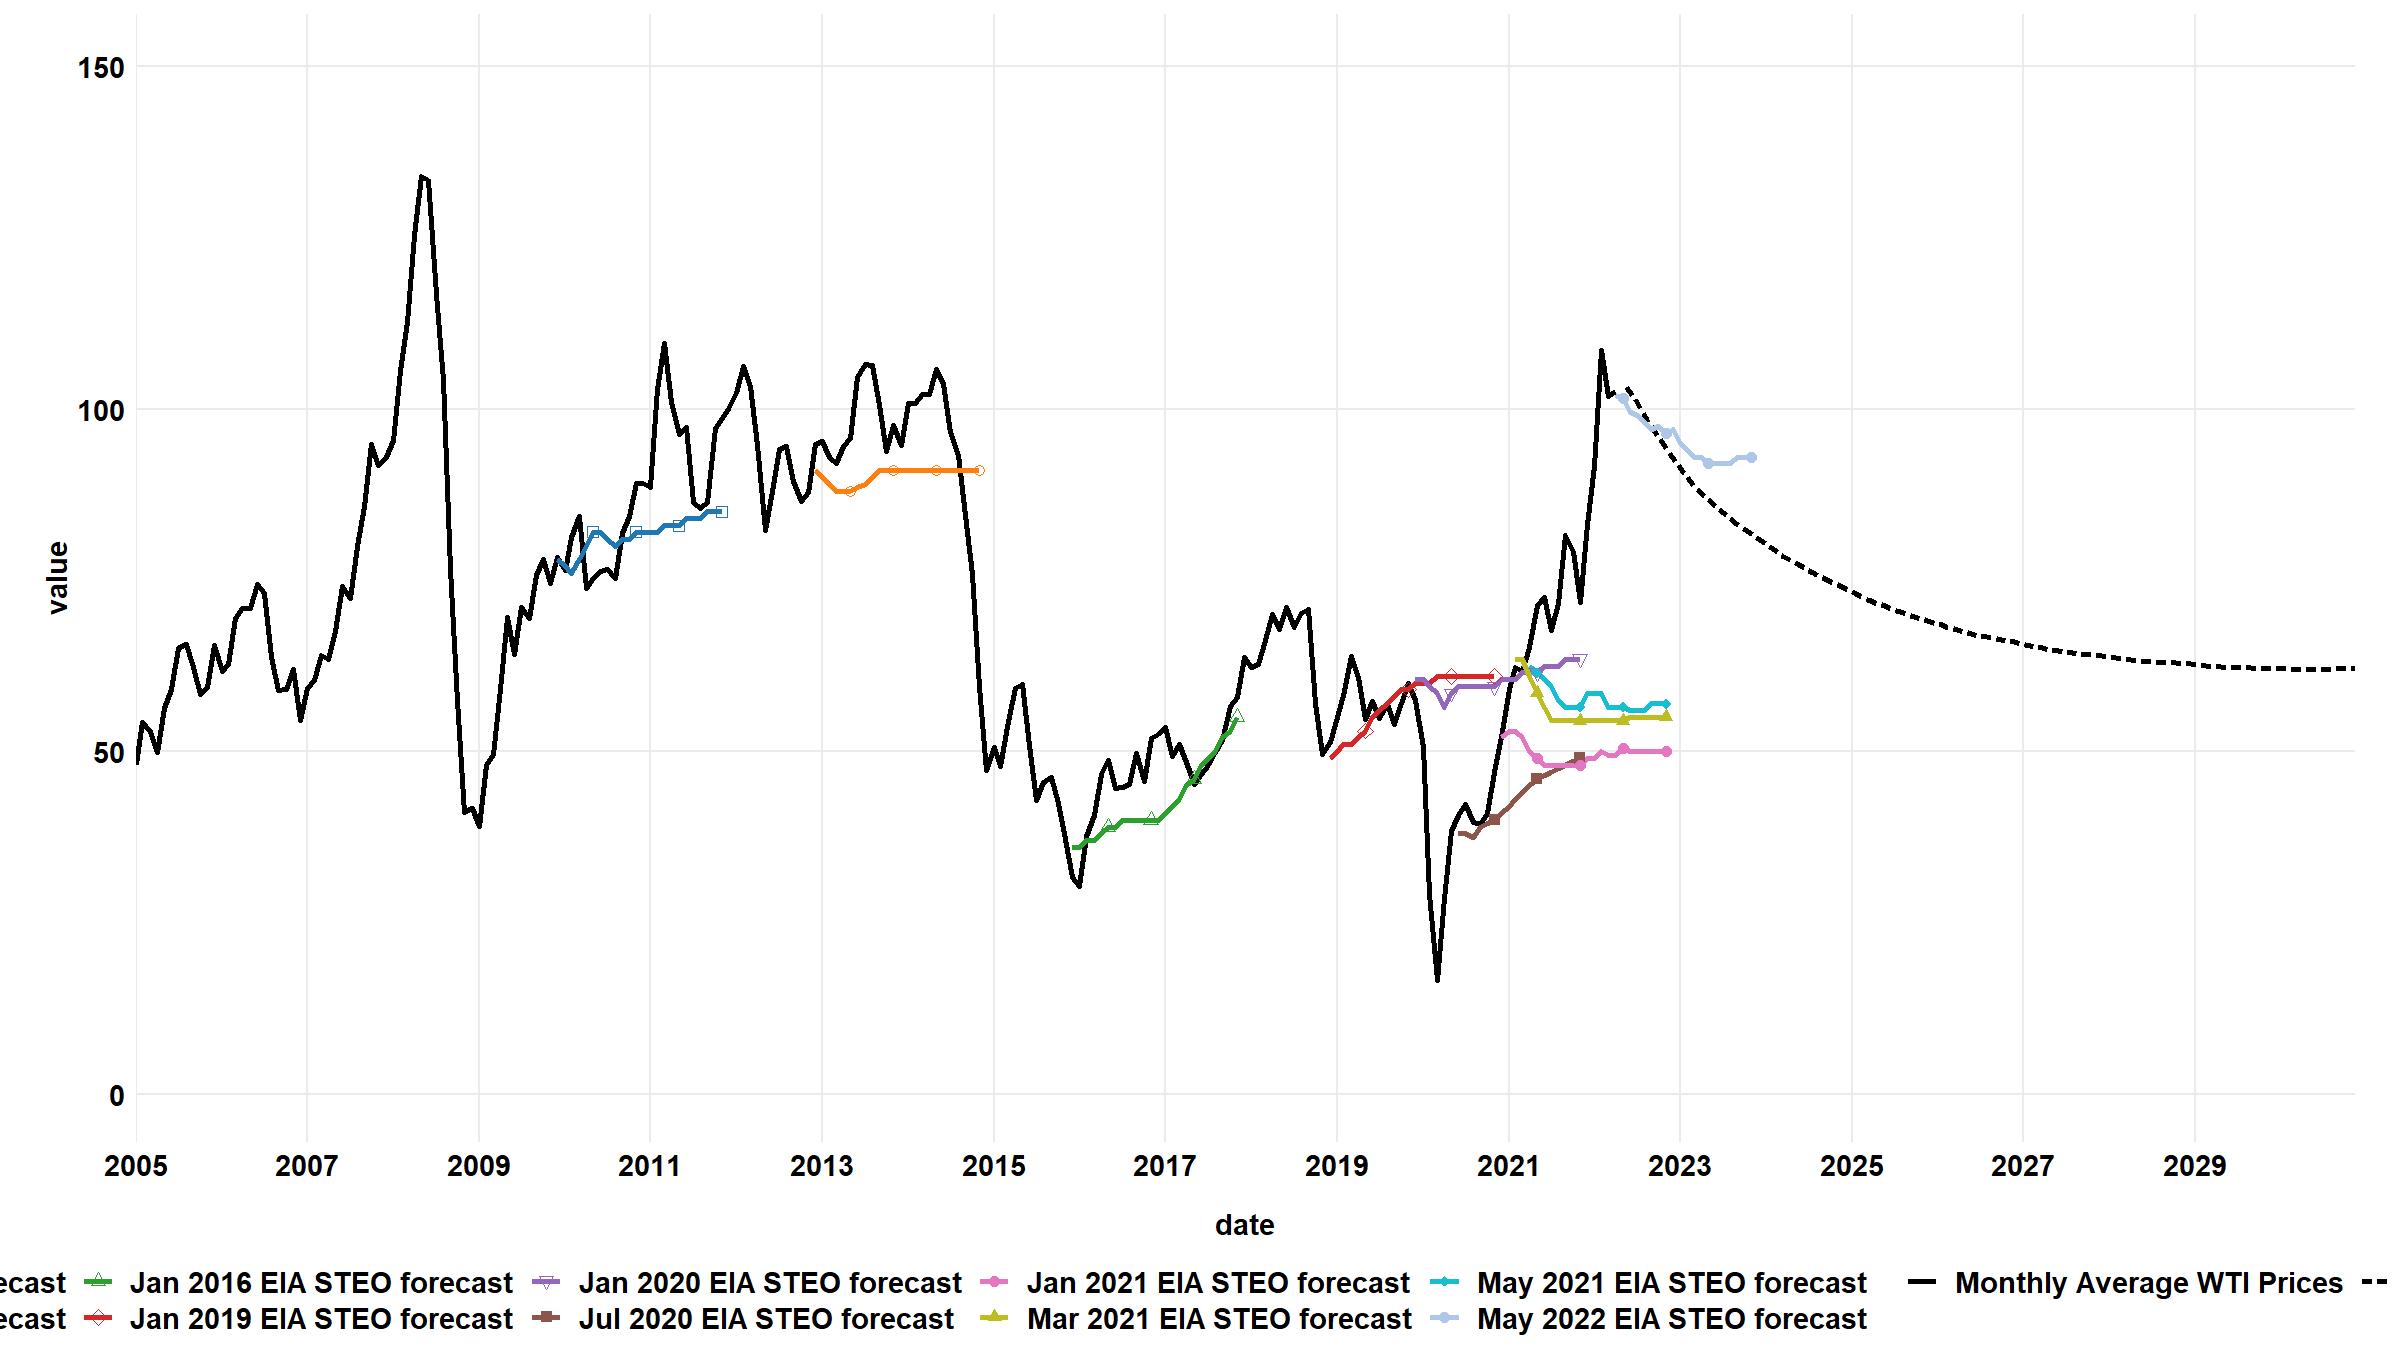 150
100
50
0
value
2005 2007 2009 2011 2013 2015 2017 2019 2021 2023 2025 2027 2029
date
ecast Jan 2016 EIA STEO forecast Jan 2020 EIA STEO forecast Jan 2021 EIA STEO forecast May 2021 EIA STEO forecast Monthly Average WTI Prices
ecast Jan 2019 EIA STEO forecast Jul 2020 EIA STEO forecast Mar 2021 EIA STEO forecast May 2022 EIA STEO forecast